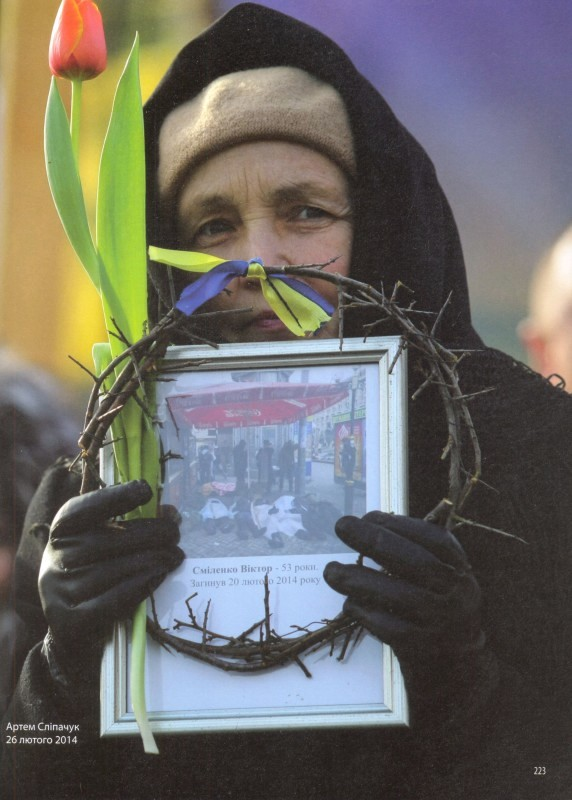 Сміленко Віктор - 53 роки.
Загинув 20 лютого 2014 року
Артем Сліпачук
26 лютого 2014
223